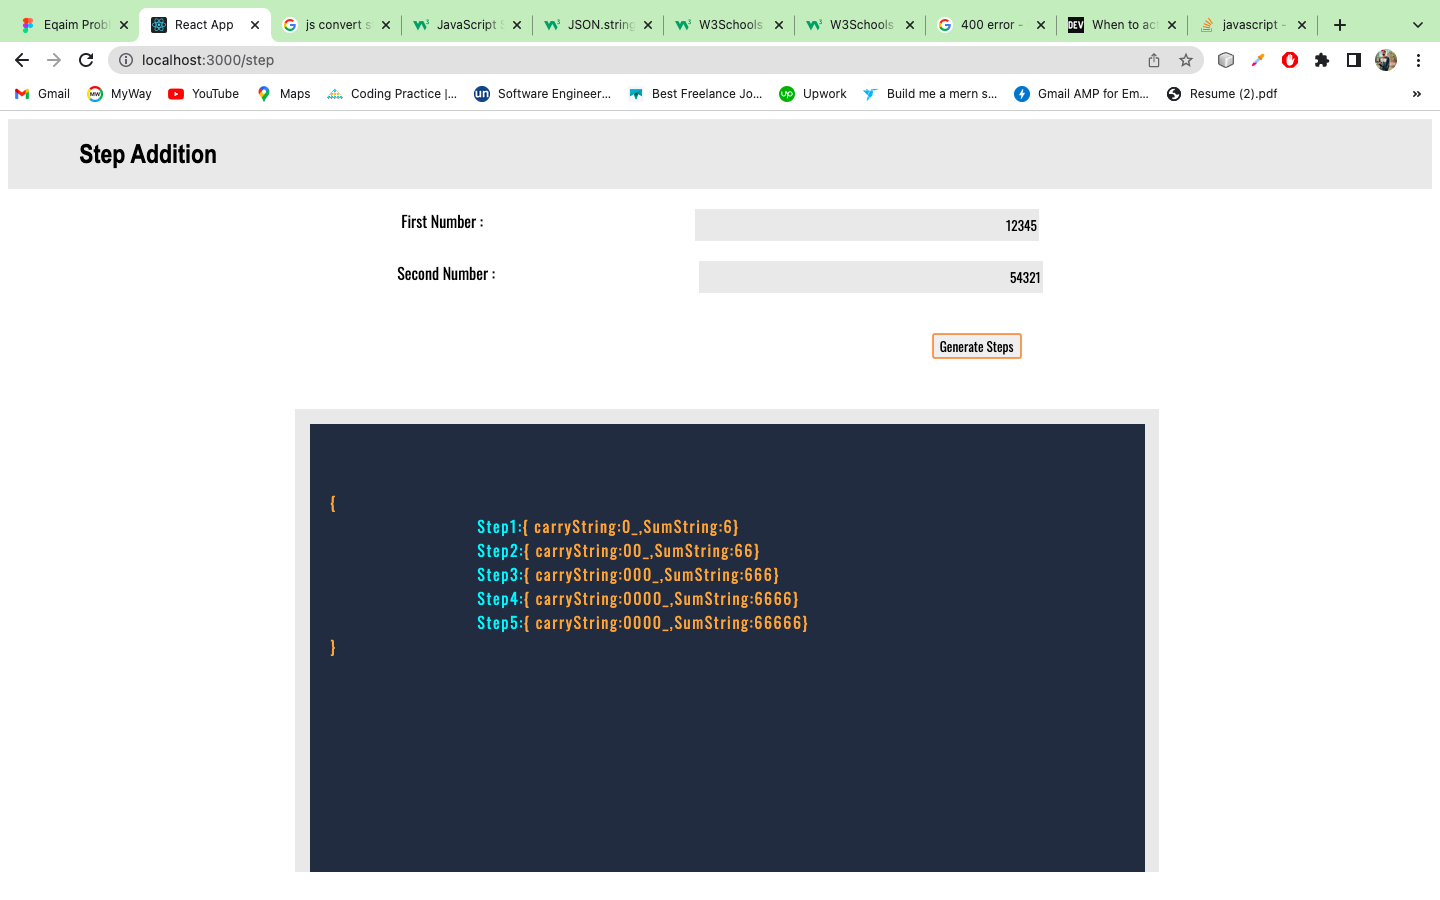 Eqaim Probl
React App
js convert s
JavaScript S
JSON.string
W3Schools
W3Schools
400 error -
DEV
When to ac
javascript -
localhost:3000/step
Gmail
MW
MyWay
YouTube
Maps
Coding Practice |...
un
Software Engineer...
Best Freelance Jo...
up
Upwork
Build me a mern s...
Gmail AMP for Em...
Resume (2).pdf
»
Step Addition
First Number :
12345
Second Number :
54321
Generate Steps
{
Step1:{ carryString:0_,SumString:6}
Step2:{ carryString:00_,SumString:66}
Step3:{ carryString:000_,SumString:666}
Step4:{ carryString:0000_,SumString:6666}
Step5:{ carryString:0000_,SumString:66666}
}